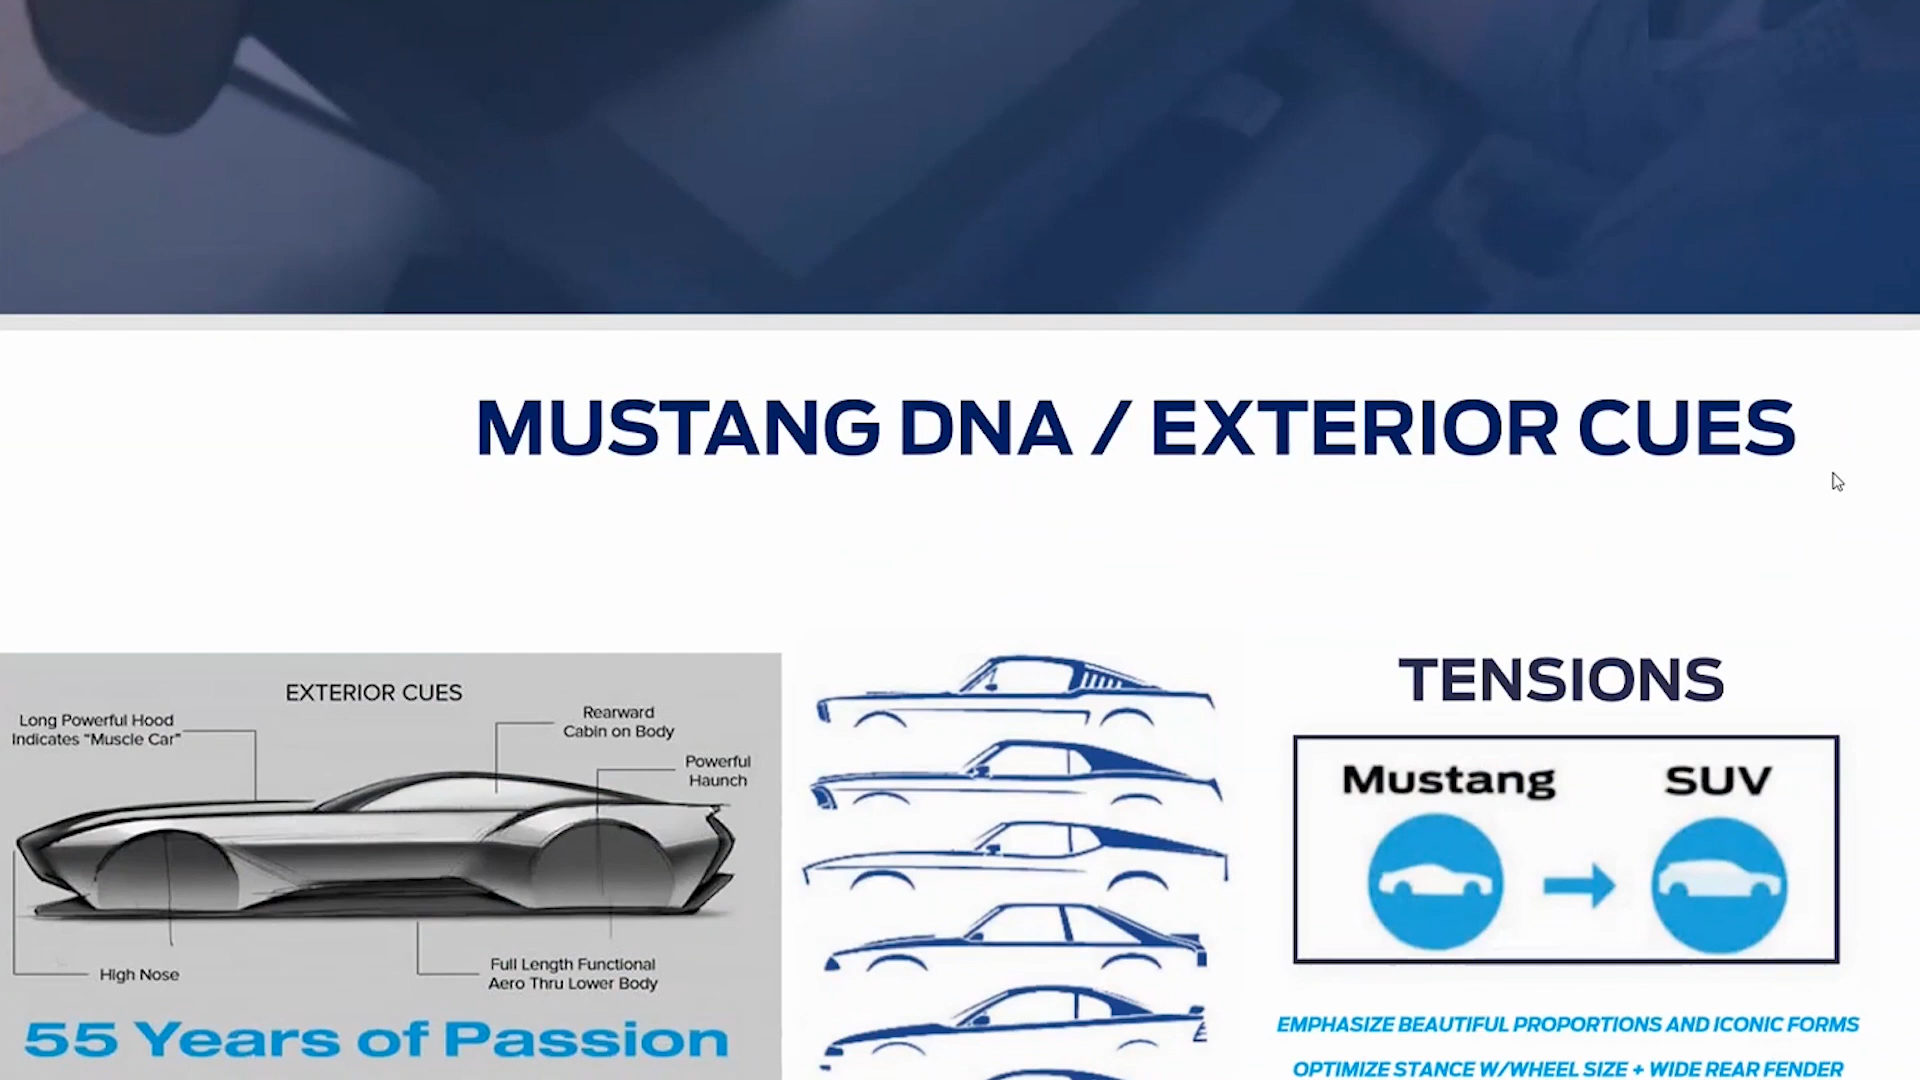 MUSTANG DNA / EXTERIOR CUES
EXTERIOR CUES
Long Powerful Hood
Indicates "Muscle Car"
Rearward
Cabin on Body
Powerful
Haunch
High Nose
Full Length Functional
Aero Thru Lower Body
55 Years of Passion
TENSIONS
Mustang
SUV
EMPHASIZE BEAUTIFUL PROPORTIONS AND ICONIC FORMS
OPTIMIZE STANCE W/WHEEL SIZE + WIDE REAR FENDER